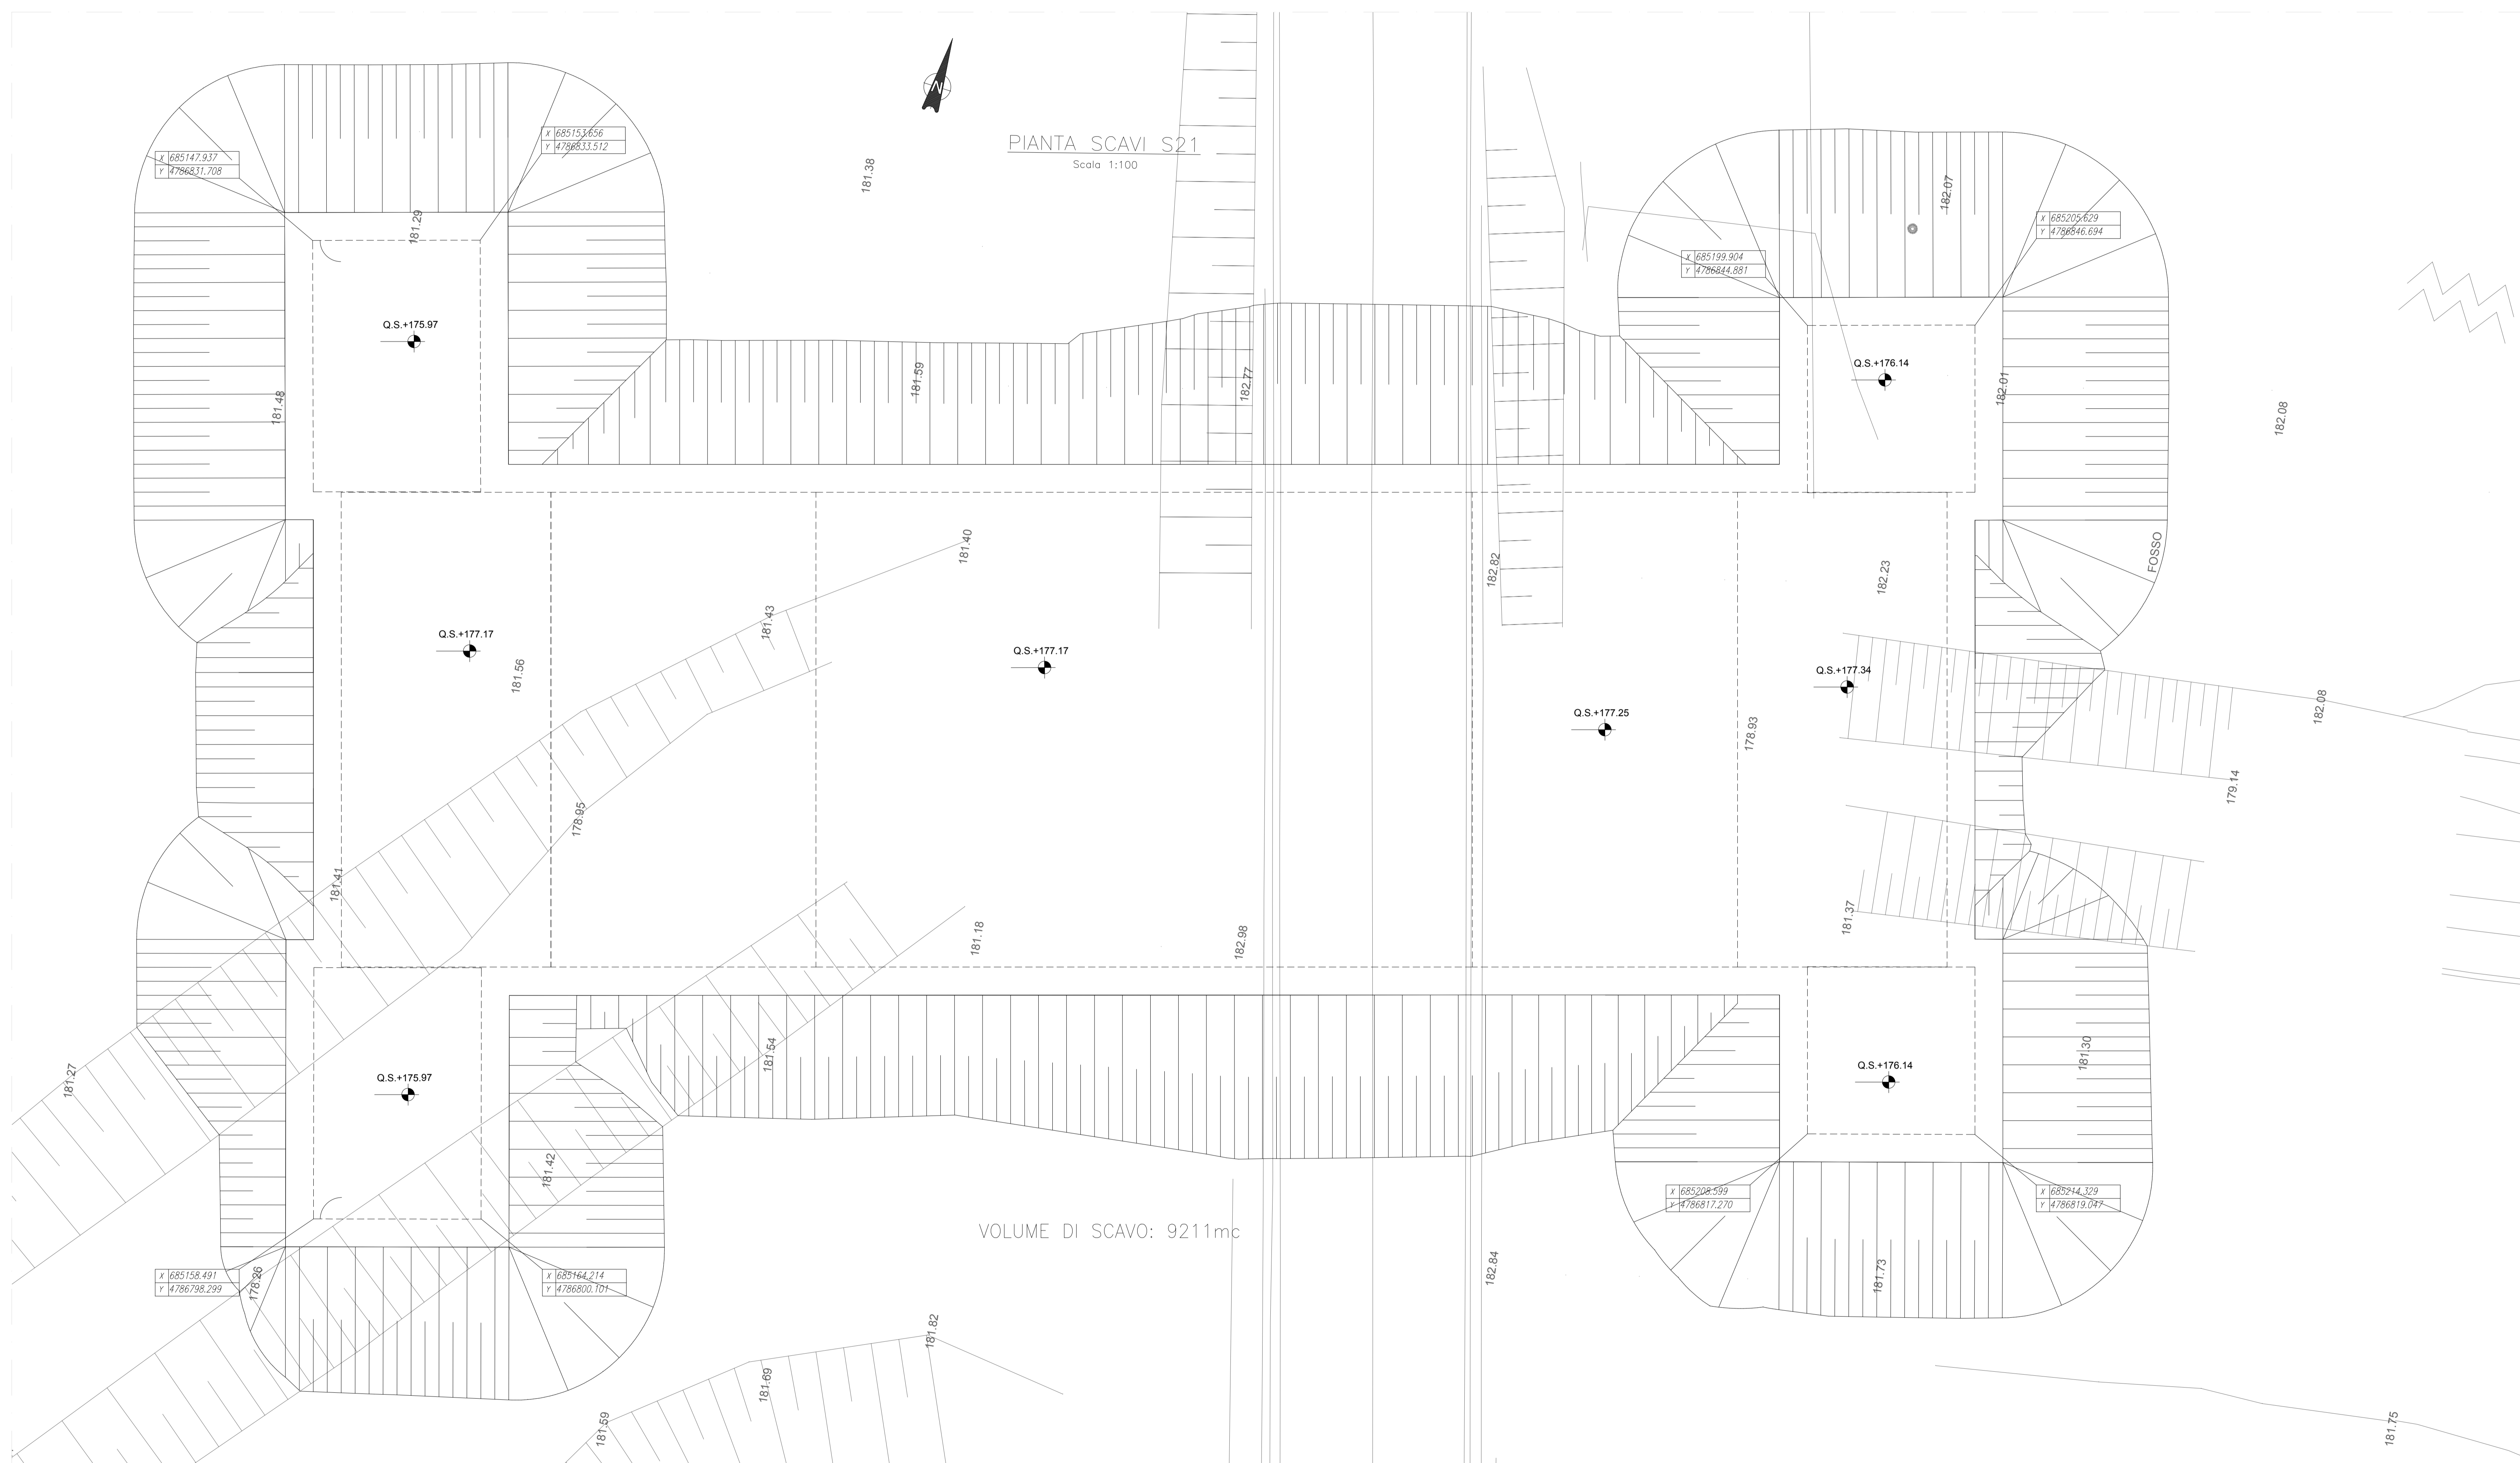 N
PIANTA SCAVI S21
Scala 1:100
X 685153.656
Y 4786833.512
X 685147.937
Y 4786831.708
181.38
182.07
X 685205.629
Y 4786846.694
181.29
X 685199.904
Y 4786844.881
Q.S.+175.97
Q.S.+176.14
181.48
181.59
182.77
182.01
182.08
181.40
182.82
182.23
FOSSO
181.43
Q.S.+177.17
181.56
Q.S.+177.17
Q.S.+177.34
Q.S.+177.25
182.08
178.93
179.14
178.95
181.41
181.37
181.18
182.98
181.27
181.54
181.30
Q.S.+175.97
Q.S.+176.14
181.42
X 685208.599
Y 4786817.270
X 685214.329
Y 4786819.047
VOLUME DI SCAVO: 9211mc
X 685158.491
Y 4786798.299
178.26
X 685164.214
Y 4786800.101
182.84
181.73
181.82
181.69
181.59
181.75